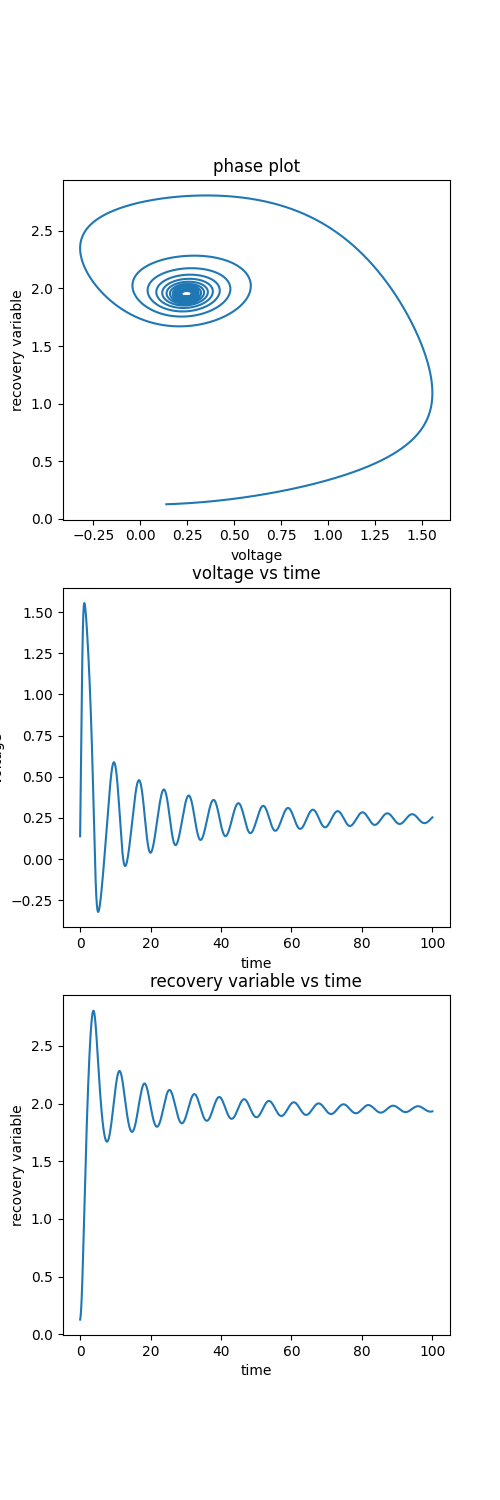 phase plot
2.5
2.0
1.5
1.0
0.5
0.0
recovery variable
−0.25 0.00 0.25 0.50 0.75 1.00 1.25 1.50
voltage
voltage vs time
1.50
1.25
1.00
0.75
0.50
0.25
0.00
−0.25
0 20 40 60 80 100
time
recovery variable vs time
2.5
2.0
1.5
1.0
0.5
0.0
recovery variable
0 20 40 60 80 100
time